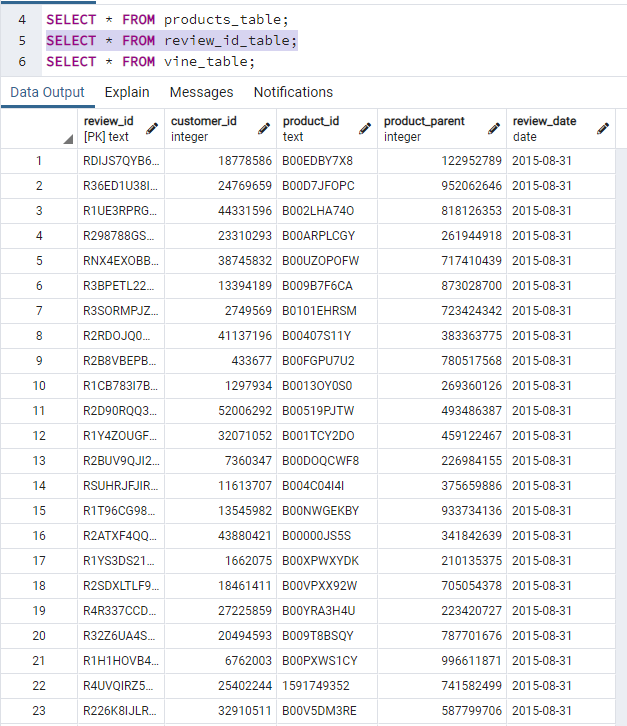 4 SELECT * FROM products_table;
5 SELECT * FROM review_id_table;
6 SELECT * FROM vine_table;
Data Output Explain Messages Notifications
review_id customer_id product_id product_parent review_date
[PK] text integer text integer date
1 RDIJS7QYB6... 18778586 B00EDBY7X8 122952789 2015-08-31
2 R36ED1U38I... 24769659 B00D7JFOPC 952062646 2015-08-31
3 R1UE3RPRG... 44331596 B002LHA74O 818126353 2015-08-31
4 R298788GS... 23310293 B00ARPLCGY 261944918 2015-08-31
5 RNX4EXOBB... 38745832 B00UZOPOFW 717410439 2015-08-31
6 R3BPETL22... 13394189 B009B7F6CA 873028700 2015-08-31
7 R3SORMPJZ... 2749569 B0101EHRSM 723424342 2015-08-31
8 R2RDOJQ0... 41137196 B00407S11Y 383363775 2015-08-31
9 R2B8VBEPB... 433677 B00FGPU7U2 780517568 2015-08-31
10 R1CB783I7B... 1297934 B0013OY0S0 269360126 2015-08-31
11 R2D90RQQ3... 52006292 B00519PJTW 493486387 2015-08-31
12 R1Y4ZOUGF... 32071052 B001TCY2DO 459122467 2015-08-31
13 R2BUV9QJI2... 7360347 B00DOQCWF8 226984155 2015-08-31
14 RSUHRJFJIR... 11613707 B004C04I4I 375659886 2015-08-31
15 R1T96CG98... 13545982 B00NWGEKBY 933734136 2015-08-31
16 R2ATXF4QQ... 43880421 B00000JS5S 341842639 2015-08-31
17 R1YS3DS21... 1662075 B00XPWXYDK 210135375 2015-08-31
18 R2SDXLTLF9... 18461411 B00VPXX92W 705054378 2015-08-31
19 R4R337CCD... 27225859 B00YRA3H4U 223420727 2015-08-31
20 R32Z6UA4S... 20494593 B009T8BSQY 787701676 2015-08-31
21 R1H1HOVB4... 6762003 B00PXWS1CY 996611871 2015-08-31
22 R4UVQIRZ5... 25402244 1591749352 741582499 2015-08-31
23 R226K8IJLR... 32910511 B00V5DM3RE 587799706 2015-08-31